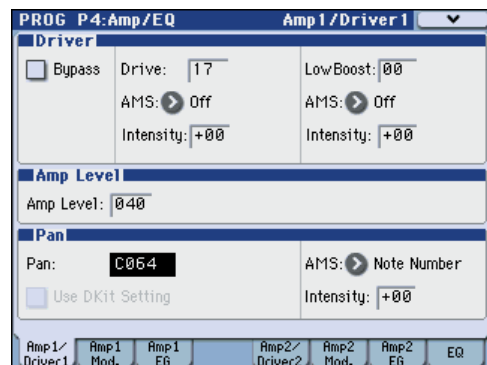 PROG P4:Amp/EQ Amp1/Driver1
Driver
Bypass Drive: 17 LowBoost: 00
AMS: Off AMS: Off
Intensity: +00 Intensity: +00
Amp Level
Amp Level: 040
Pan
Pan: C064 AMS: Note Number
Use DKit Setting Intensity: +00
Amp1/ Amp1 Amp1 Amp2/ Amp2 Amp2 EQ
Driver1 Mod. EG Driver2 Mod. EG